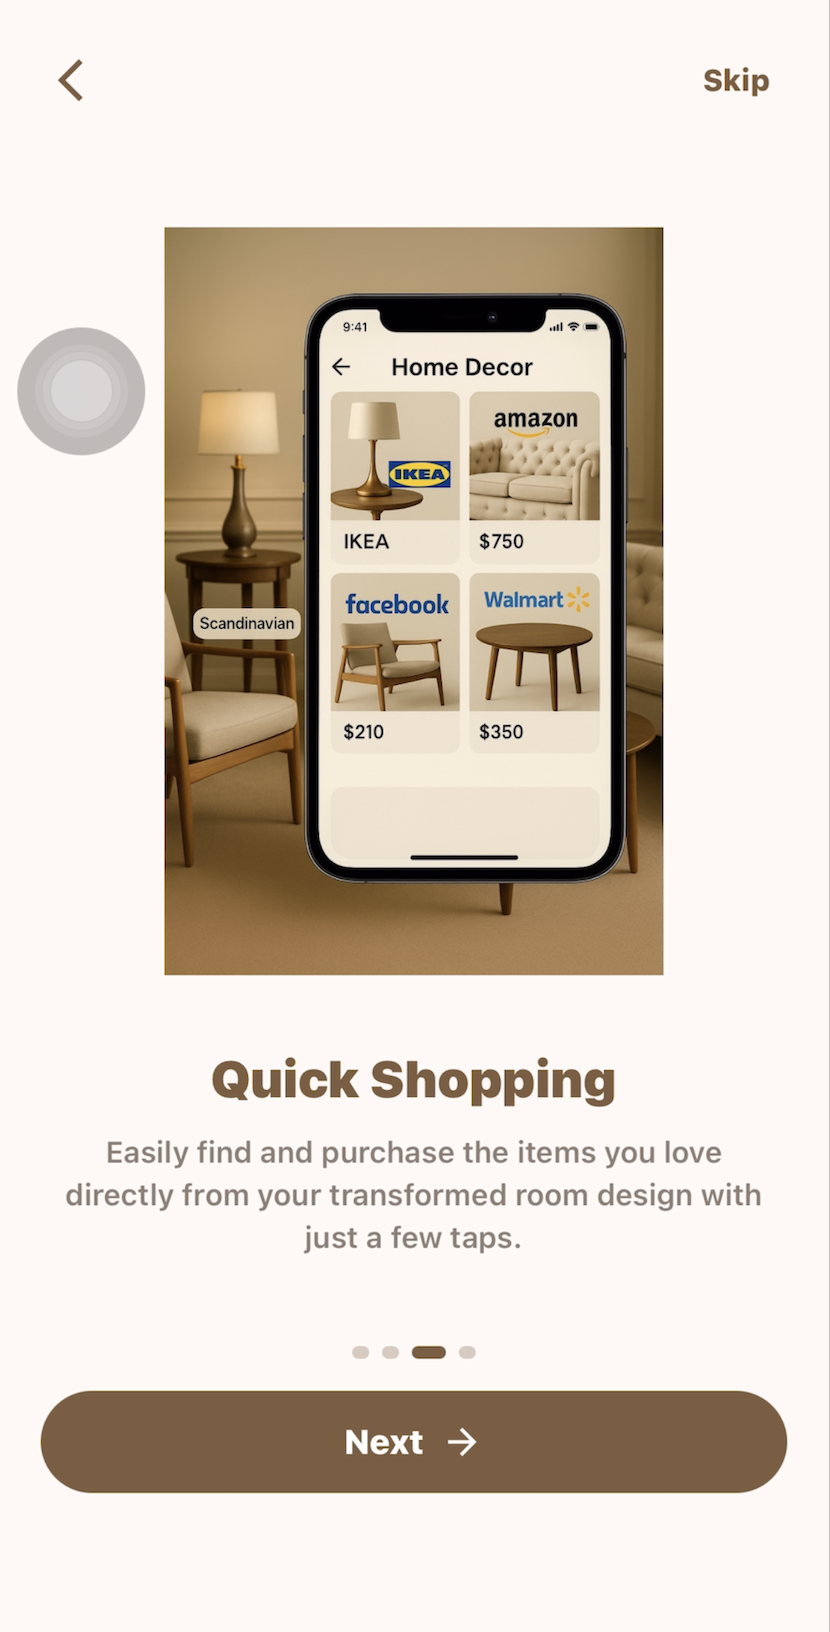 Skip
9:41
Home Decor
IKEA
amazon
IKEA
$750
facebook
Walmart
$210
$350
Scandinavian
Quick Shopping
Easily find and purchase the items you love
directly from your transformed room design with
just a few taps.
Next